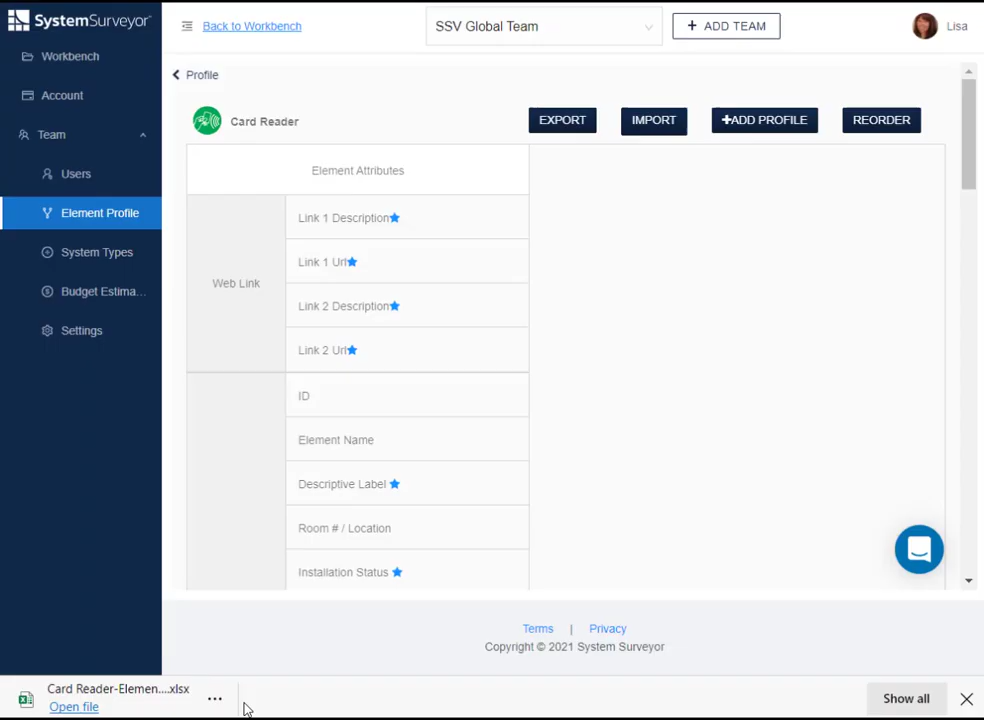 SystemSurveyor
Back to Workbench
SSV Global Team
+ ADD TEAM
Lisa
Workbench
Account
Team
Users
Element Profile
System Types
Budget Estima...
Settings
Profile
Card Reader
EXPORT
IMPORT
+ADD PROFILE
REORDER
Element Attributes
Web Link
Link 1 Description
Link 1 Url
Link 2 Description
Link 2 Url
ID
Element Name
Descriptive Label
Room # / Location
Installation Status
Terms | Privacy
Copyright © 2021 System Surveyor
Card Reader-Elemen....xlsx
Open file
Show all